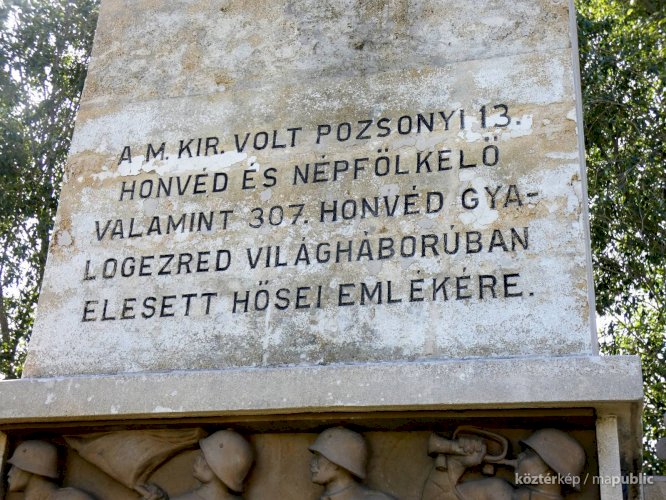 A M. KIR. VOLT POZSONYI 13.
HONVÉD ÉS NÉPFÖLKELŐ
VALAMINT 307. HONVÉD GYA-
LOGEZRED VILÁGHÁBORÚBAN
ELESETT HŐSEI EMLÉKÉRE.
köztérkép / mapublic